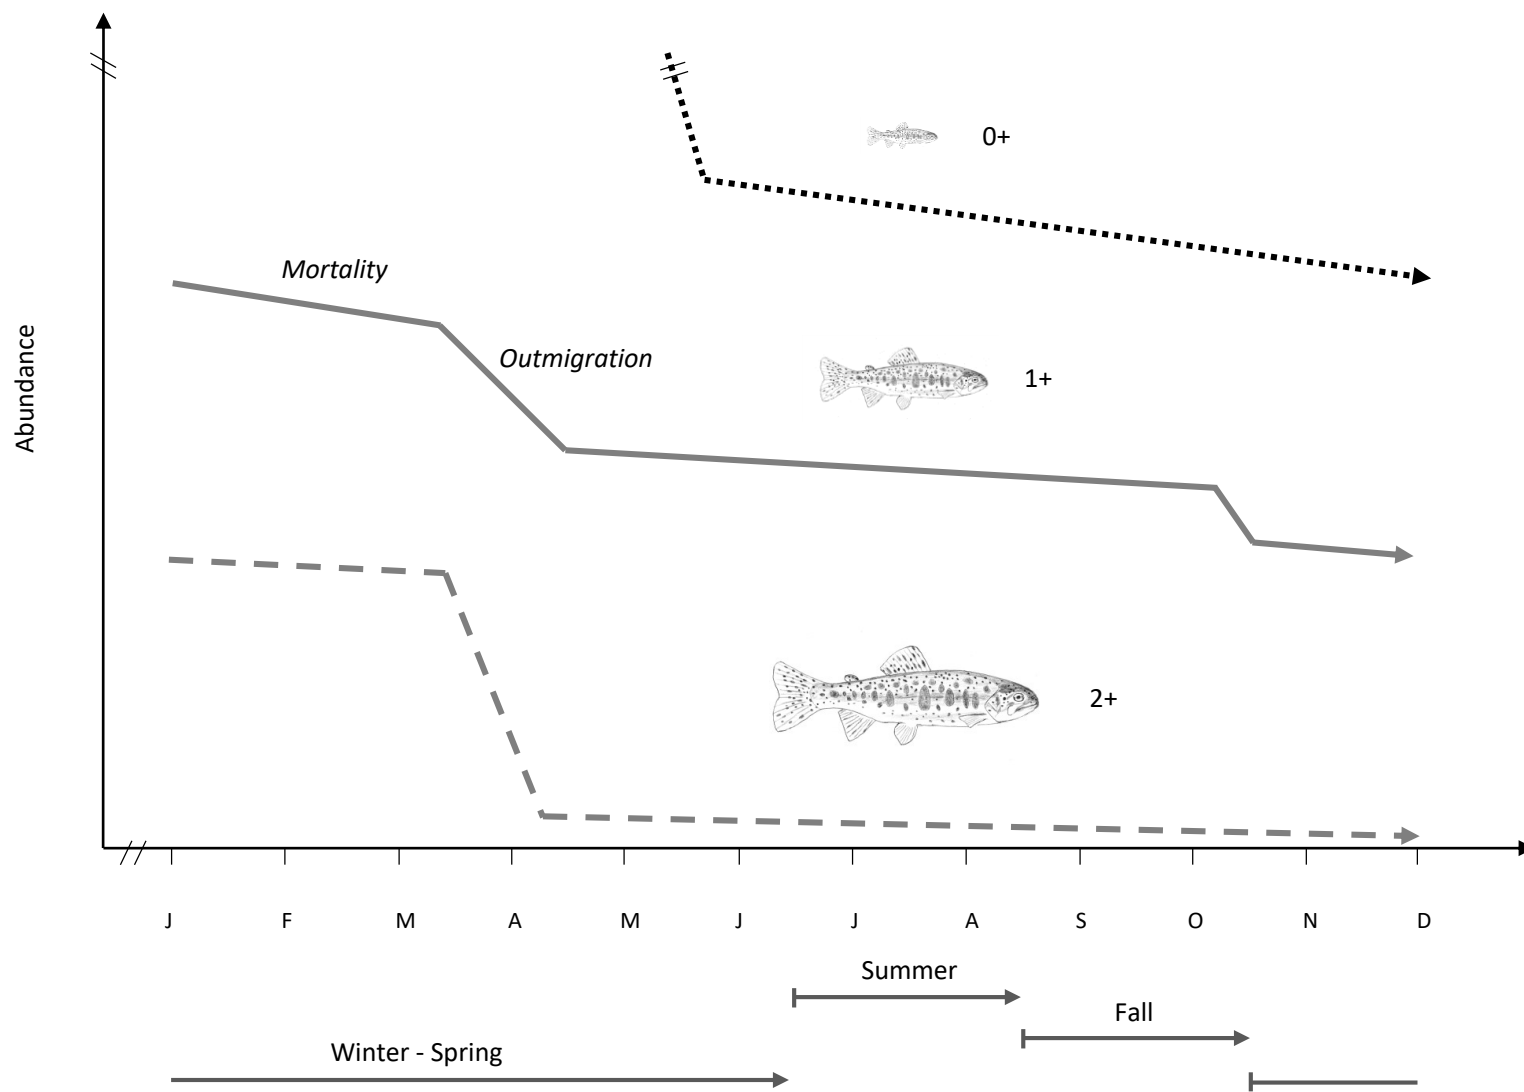 0+
Mortality
Outmigration
1+
Abundance
2+
J F M A M J J A S O N D
Summer
Fall
Winter - Spring